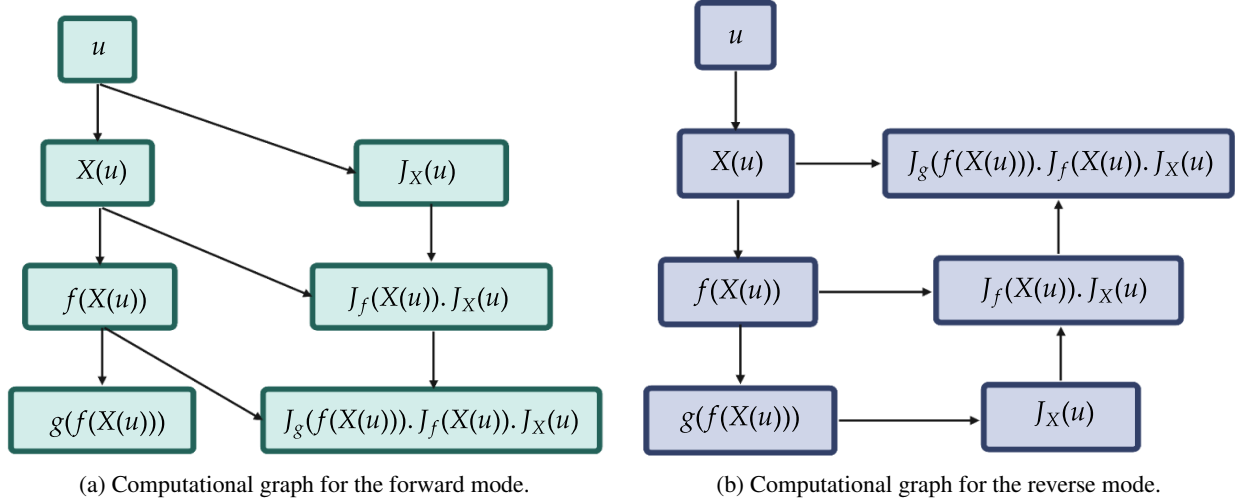 u
X(u)
J_X(u)
f(X(u))
J_f(X(u)). J_X(u)
g(f(X(u)))
J_g(f(X(u))). J_f(X(u)). J_X(u)
(a) Computational graph for the forward mode.
u
X(u)
J_g(f(X(u))). J_f(X(u)). J_X(u)
f(X(u))
J_f(X(u)). J_X(u)
g(f(X(u)))
J_X(u)
(b) Computational graph for the reverse mode.